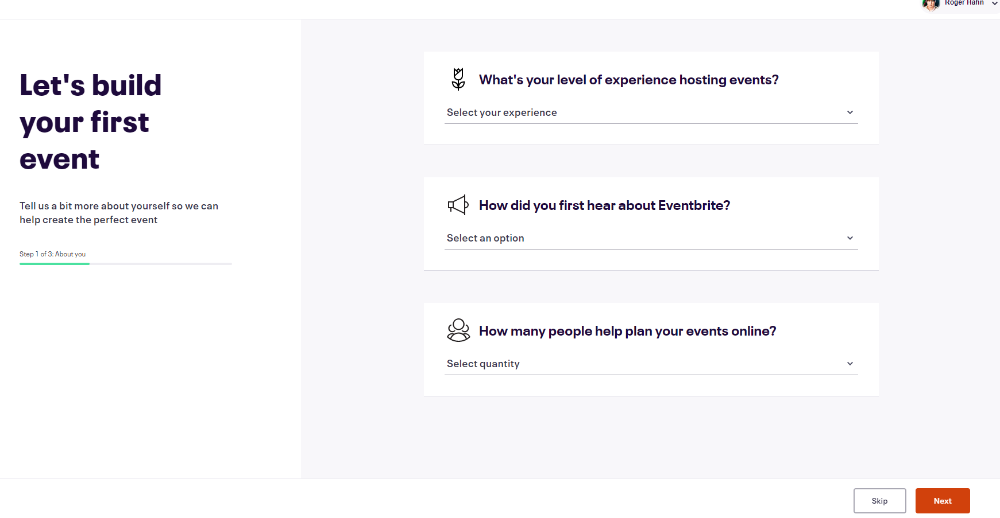 Roger Hahn
Let's build
your first
event
Tell us a bit more about yourself so we can
help create the perfect event
Step 1 of 3: About you
What's your level of experience hosting events?
Select your experience
How did you first hear about Eventbrite?
Select an option
How many people help plan your events online?
Select quantity
Skip
Next